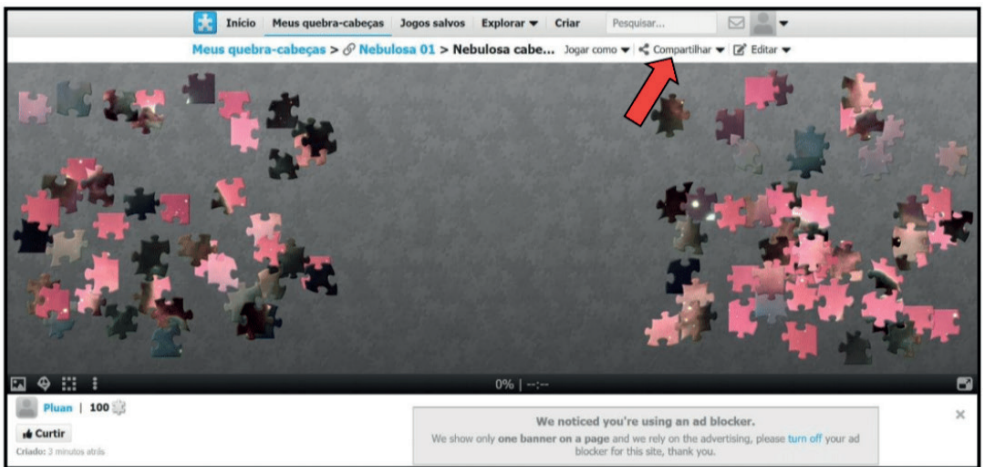 Início Meus quebra-cabeças Jogos salvos Explorar Criar Pesquisar...
Meus quebra-cabeças > Nebulosa 01 > Nebulosa cabe... Jogar como Compartilhar Editar
0% | --:--
Pluan | 100
Curtir
Criado: 3 minutos atrás
We noticed you're using an ad blocker.
We show only one banner on a page and we rely on the advertising, please turn off your ad
blocker for this site, thank you.